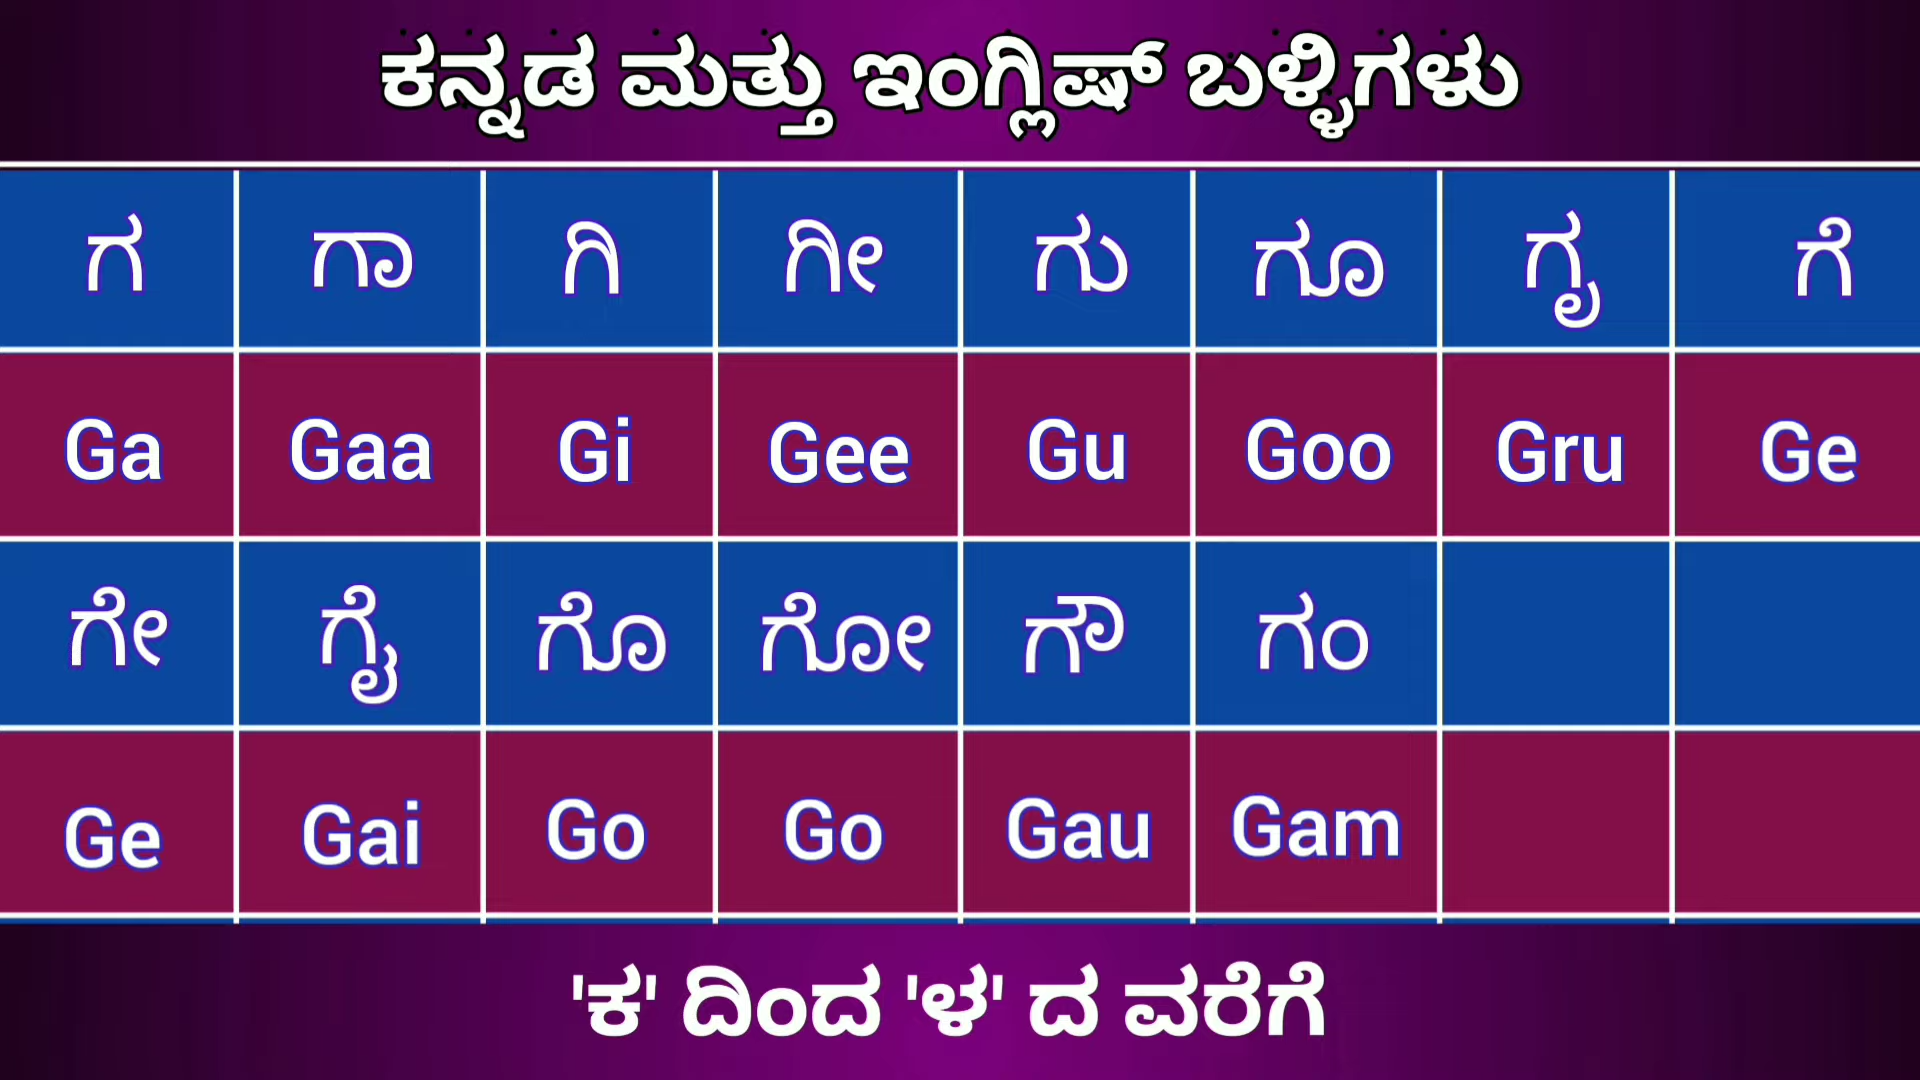 ಕನ್ನಡ ಮತ್ತು ಇಂಗ್ಲಿಷ್ ಬಳ್ಳಿಗಳು
ಗ ಗಾ ಗಿ ಗೀ ಗು ಗೂ ಗೃ ಗೆ
Ga Gaa Gi Gee Gu Goo Gru Ge
ಗೇ ಗೈ ಗೊ ಗೋ ಗೌ ಗಂ
Ge Gai Go Go Gau Gam
'ಕ' ದಿಂದ 'ಳ' ದ ವರೆಗೆ